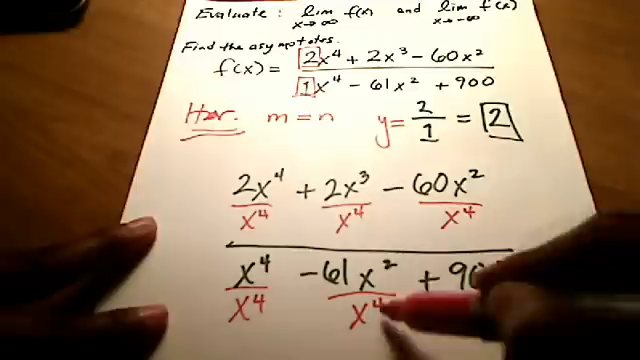 Evaluate: lim x→∞ f(x) and lim x→-∞ f(x)
Find the asymptotes.
f(x) = (2x⁴ + 2x³ - 60x²) / (1x⁴ - 61x² + 900)
Hor. m = n y = 2/1 = 2
2x⁴/x⁴ + 2x³/x⁴ - 60x²/x⁴
x⁴/x⁴ - 61x²/x⁴ + 90